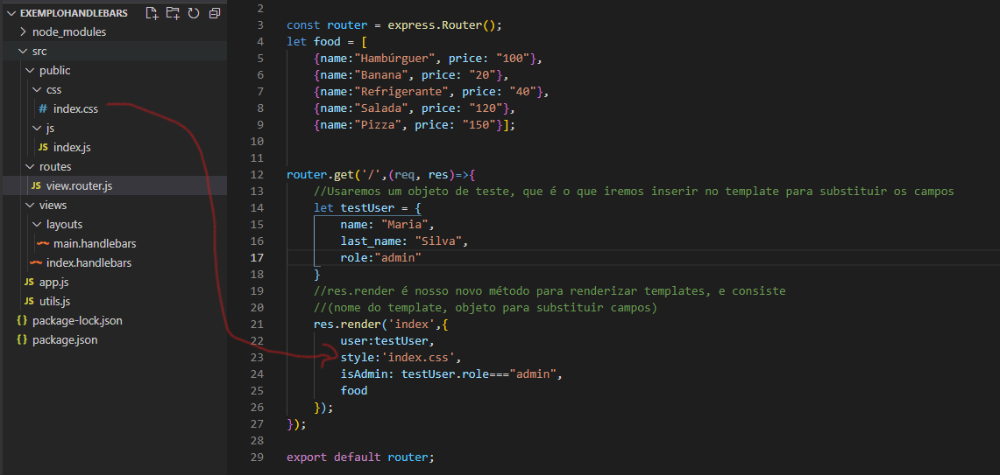 EXEMPLOHANDLEBARS
node_modules
src
public
css
# index.css
js
JS index.js
routes
JS view.router.js
views
layouts
main.handlebars
index.handlebars
JS app.js
JS utils.js
{} package-lock.json
{} package.json
2
3 const router = express.Router();
4 let food = [
5 {name:"Hambúrguer", price: "100"},
6 {name:"Banana", price: "20"},
7 {name:"Refrigerante", price: "40"},
8 {name:"Salada", price: "120"},
9 {name:"Pizza", price: "150"}];
10
11
12 router.get('/',(req, res)=>{
13 //Usaremos um objeto de teste, que é o que iremos inserir no template para substituir os campos
14 let testUser = {
15 name: "Maria",
16 last_name: "Silva",
17 role:"admin"
18 }
19 //res.render é nosso novo método para renderizar templates, e consiste
20 //(nome do template, objeto para substituir campos)
21 res.render('index',{
22 user:testUser,
23 style:'index.css',
24 isAdmin: testUser.role==="admin",
25 food
26 });
27 });
28
29 export default router;